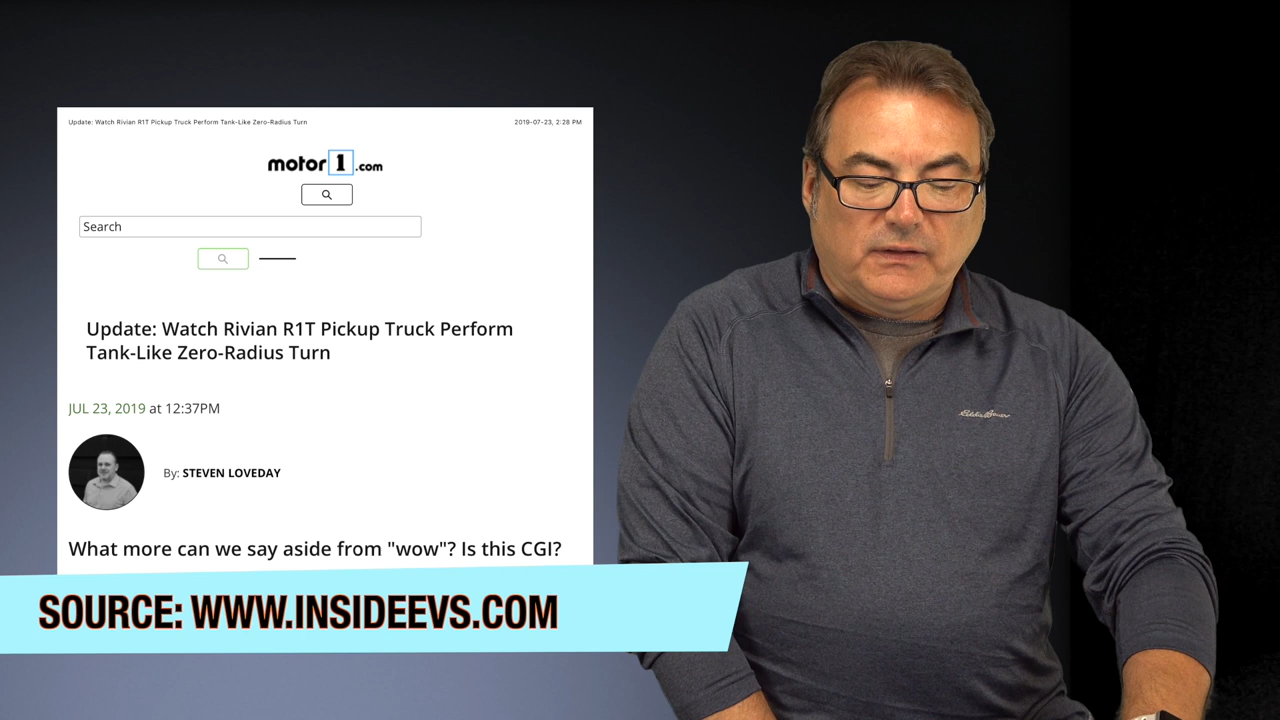 Update: Watch Rivian R1T Pickup Truck Perform Tank-Like Zero-Radius Turn
2019-07-23, 2:28 PM
motor1.com
Search
Update: Watch Rivian R1T Pickup Truck Perform
Tank-Like Zero-Radius Turn
JUL 23, 2019 at 12:37PM
By: STEVEN LOVEDAY
What more can we say aside from "wow"? Is this CGI?
SOURCE: WWW.INSIDEEVS.COM
Eddie Bauer